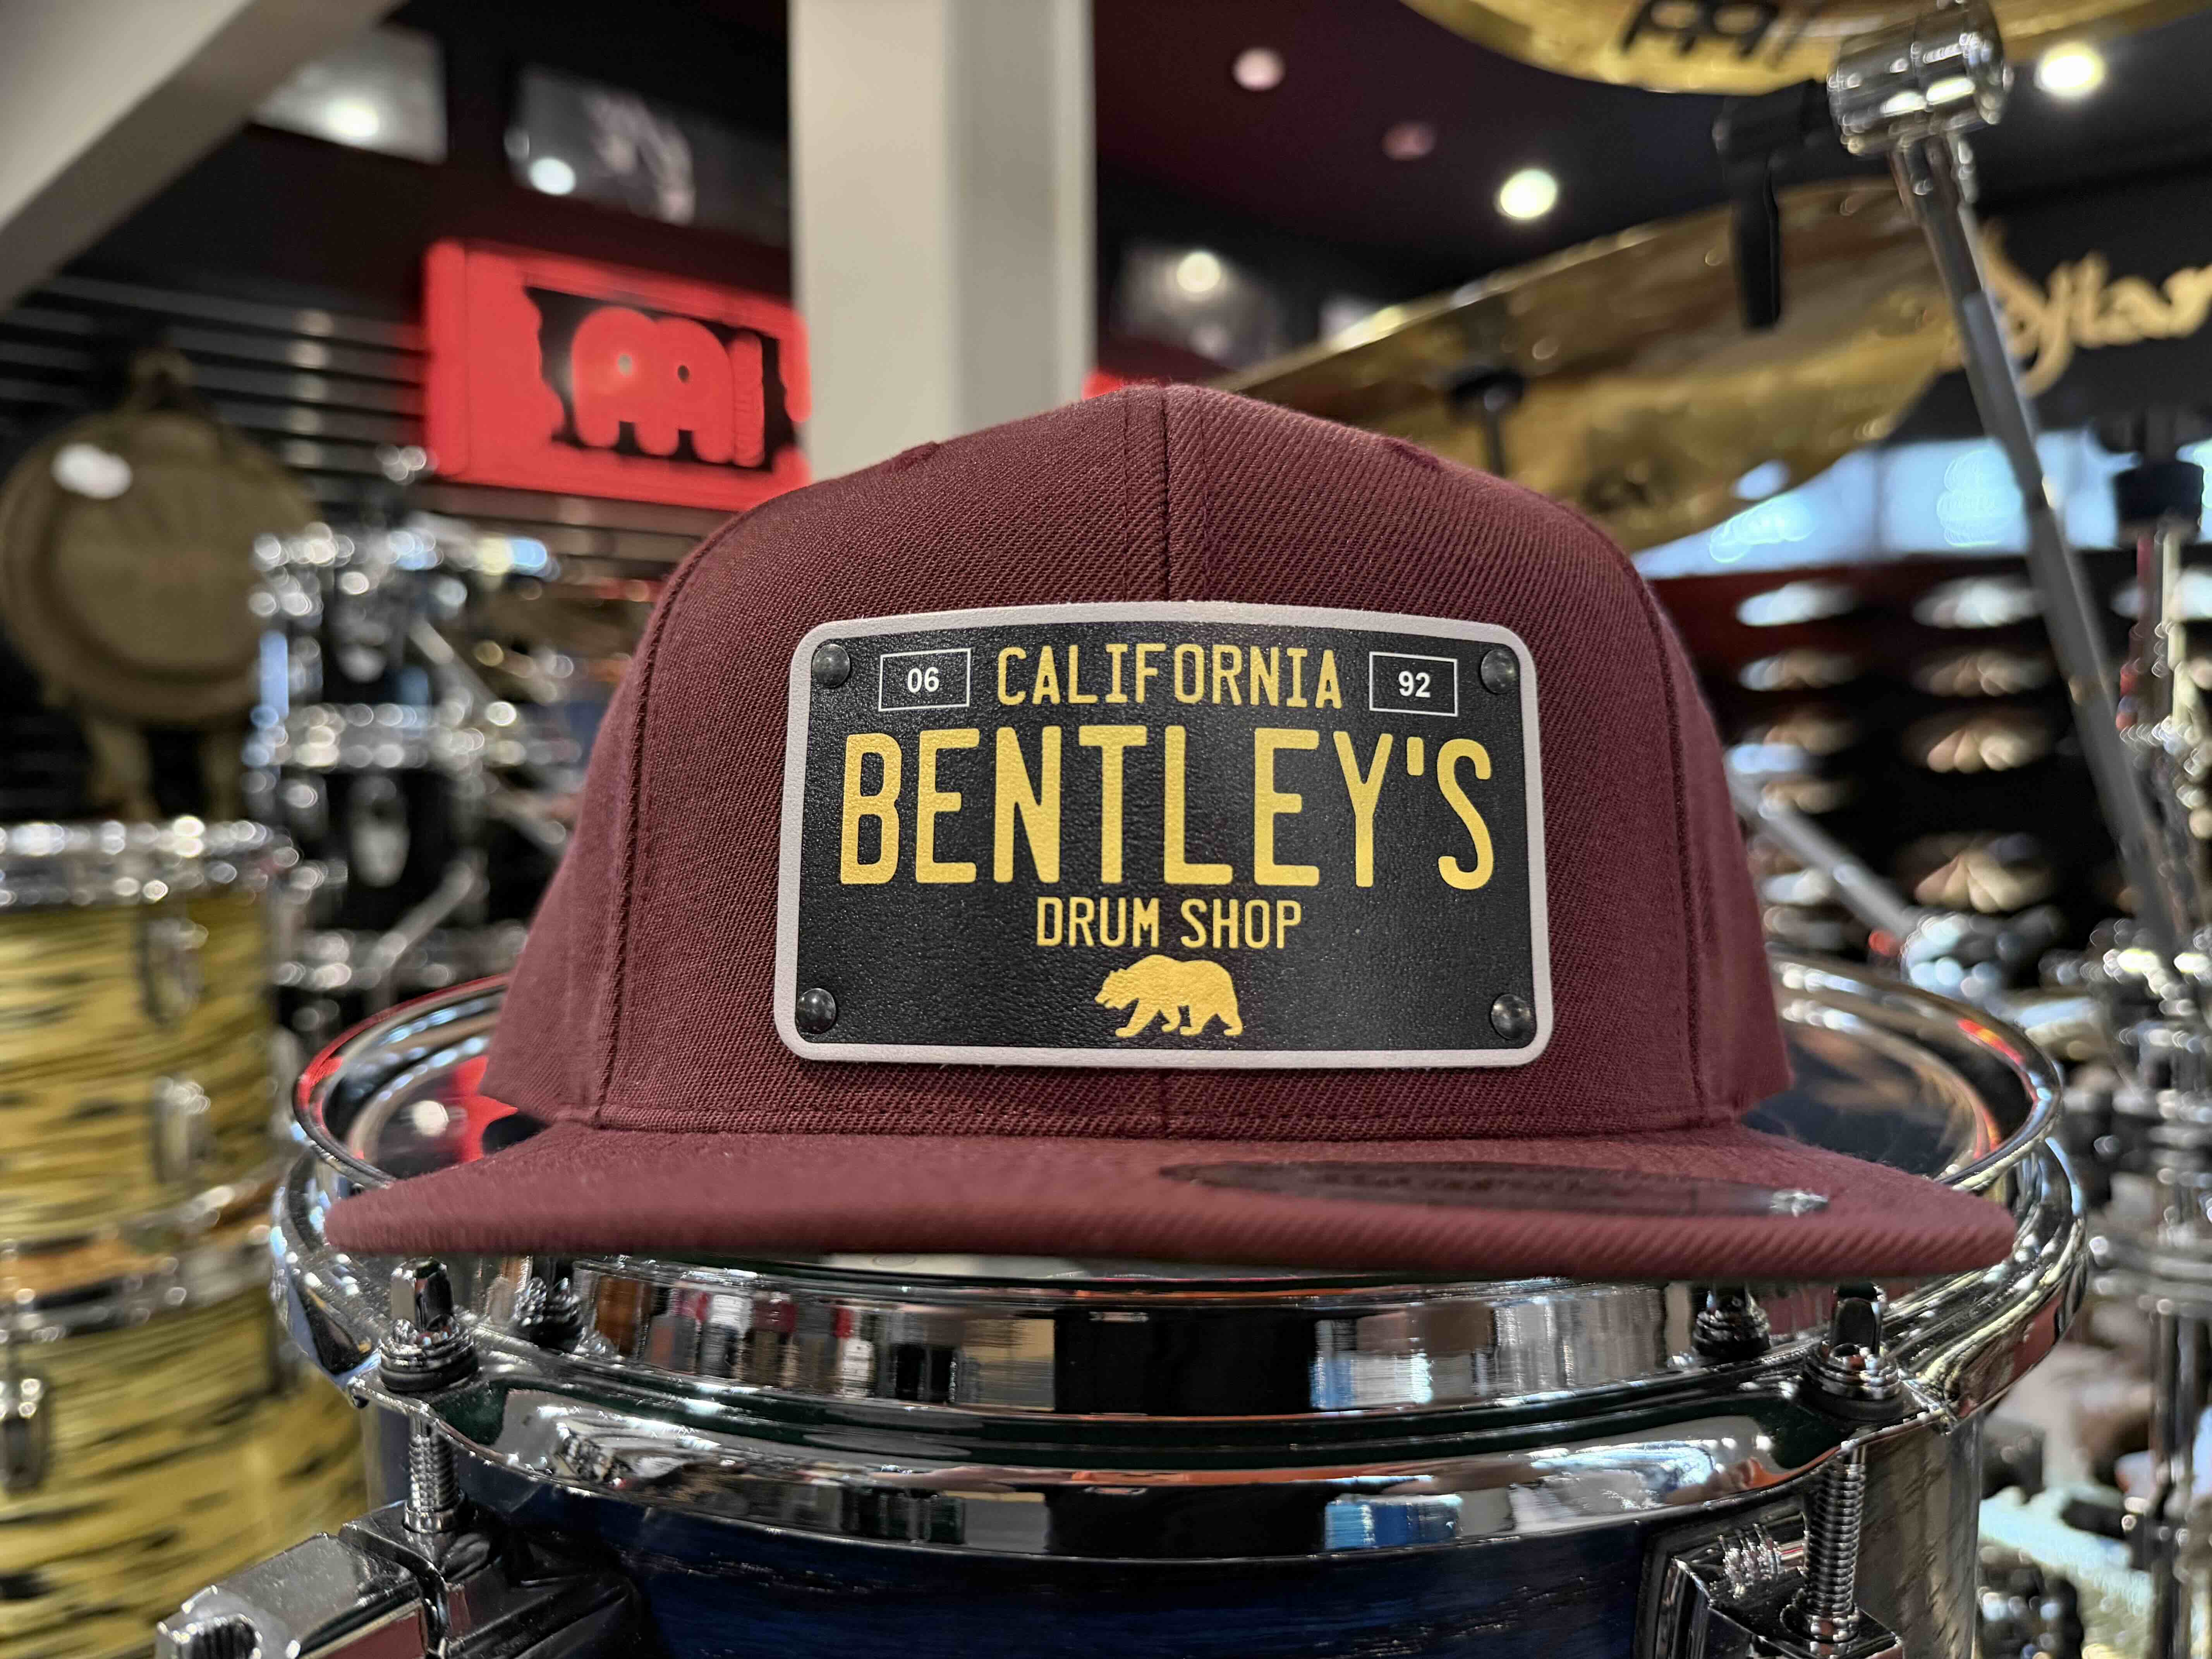 06 CALIFORNIA 92
BENTLEY'S
DRUM SHOP